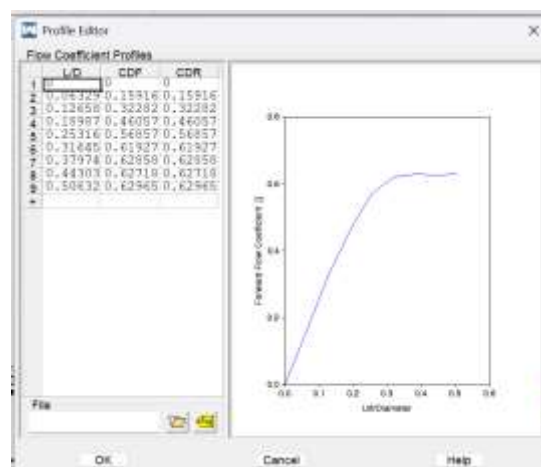 Profile Editor
Flow Coefficient Profiles
L/D CDF CDR
1 0 0 0
2 0.06329 0.15916 0.15916
3 0.12658 0.32282 0.32282
4 0.18987 0.46057 0.46057
5 0.25316 0.56857 0.56857
6 0.31645 0.61927 0.61927
7 0.37974 0.62858 0.62858
8 0.44303 0.62718 0.62718
9 0.50632 0.62965 0.62965
*
0.8
0.6
0.4
0.2
0.0
Forward Flow Coefficient []
0.0 0.1 0.2 0.3 0.4 0.5 0.6
Lift/Diameter
File
OK Cancel Help